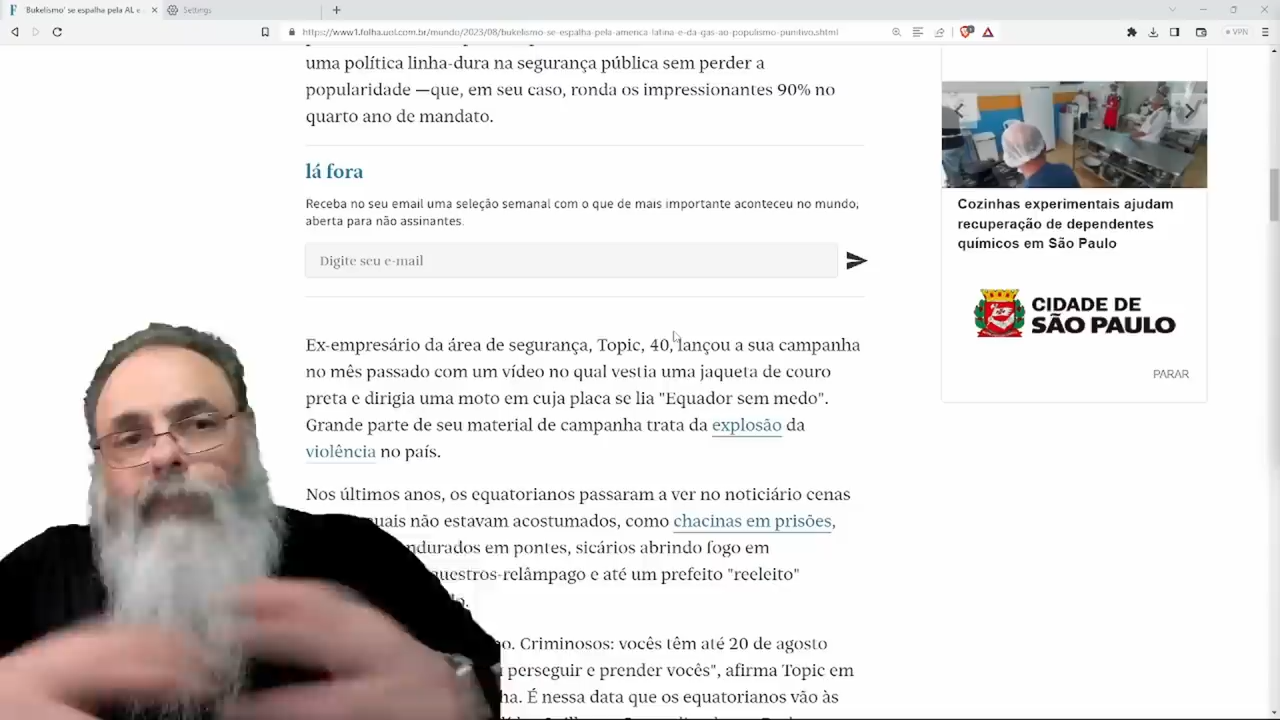 'Bukelismo' se espalha pela AL e
Settings
https://www1.folha.uol.com.br/mundo/2023/08/bukelismo-se-espalha-pela-america-latina-e-da-gas-ao-populismo-punitivo.shtml
VPN
uma política linha-dura na segurança pública sem perder a
popularidade —que, em seu caso, ronda os impressionantes 90% no
quarto ano de mandato.
lá fora
Receba no seu email uma seleção semanal com o que de mais importante aconteceu no mundo,
aberta para não assinantes.
Digite seu e-mail
Ex-empresário da área de segurança, Topic, 40, lançou a sua campanha
no mês passado com um vídeo no qual vestia uma jaqueta de couro
preta e dirigia uma moto em cuja placa se lia "Equador sem medo".
Grande parte de seu material de campanha trata da explosão da
violência no país.
Nos últimos anos, os equatorianos passaram a ver no noticiário cenas
quais não estavam acostumados, como chacinas em prisões,
ndurados em pontes, sicários abrindo fogo em
questros-relâmpago e até um prefeito "reeleito"
o. Criminosos: vocês têm até 20 de agosto
perseguir e prender vocês", afirma Topic em
ha. É nessa data que os equatorianos vão às
Cozinhas experimentais ajudam
recuperação de dependentes
químicos em São Paulo
CIDADE DE
SÃO PAULO
PARAR